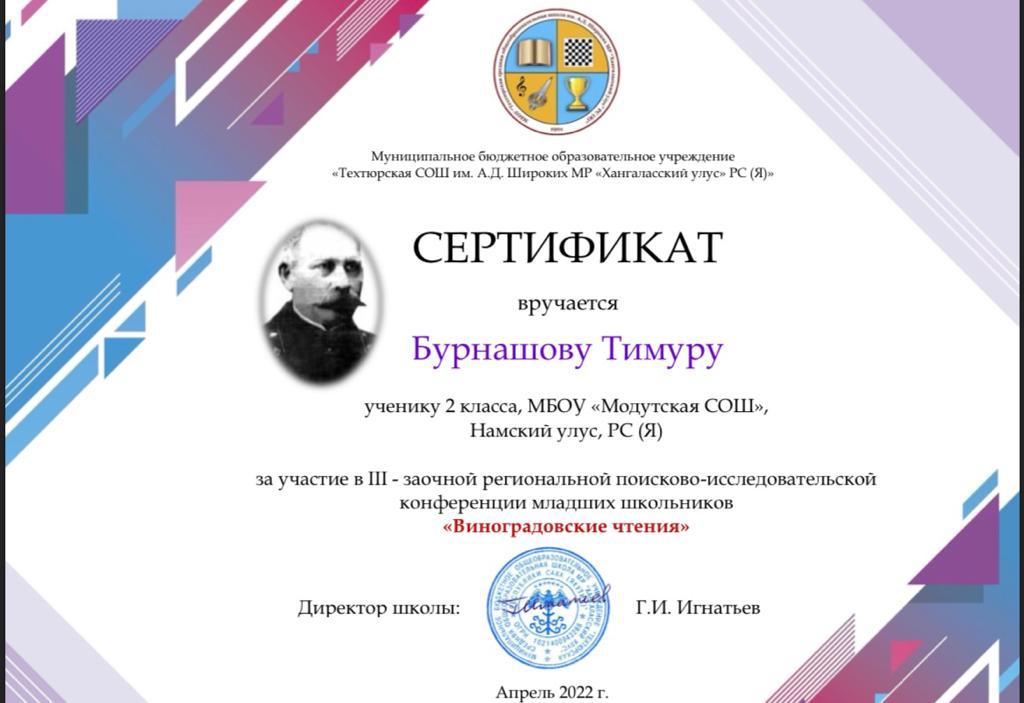 Муниципальное бюджетное образовательное учреждение
«Техтюрская СОШ им. А.Д. Широких МР «Хангаласский улус» РС (Я)»
СЕРТИФИКАТ
вручается
Бурнашову Тимуру
ученику 2 класса, МБОУ «Модутская СОШ»,
Намский улус, РС (Я)
за участие в III - заочной региональной поисково-исследовательской
конференции младших школьников
«Виноградовские чтения»
Директор школы:
Г.И. Игнатьев
Апрель 2022 г.